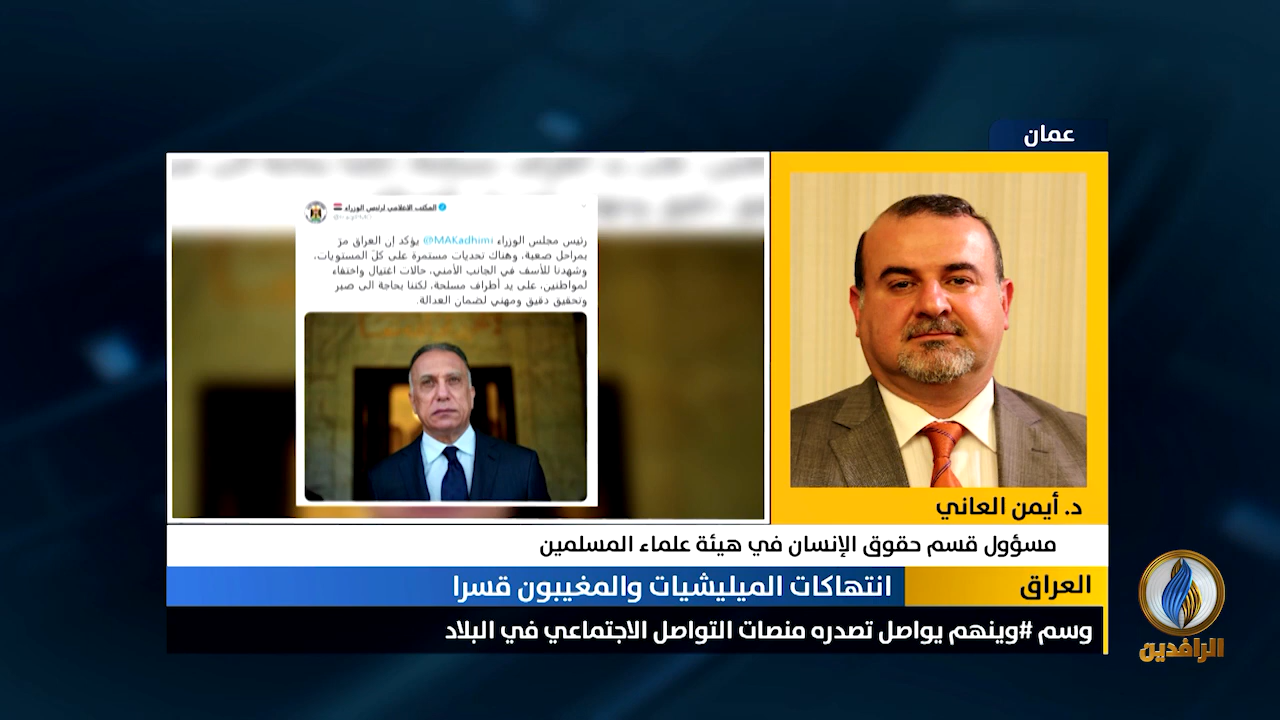 عمان
المكتب الاعلامي لرئيس الوزراء
رئيس مجلس الوزراء @MAKadhimi يؤكد إن العراق مرّ
بمراحل صعبة، وهناك تحديات مستمرة على كلّ المستويات،
وشهدنا للأسف في الجانب الأمني، حالات اغتيال واختفاء
لمواطنين، على يد أطراف مسلحة، لكننا بحاجة الى صبر
وتحقيق دقيق ومهني لضمان العدالة.
د. أيمن العاني
مسؤول قسم حقوق الإنسان في هيئة علماء المسلمين
العراق
انتهاكات الميليشيات والمغيبون قسرا
وسم #وينهم يواصل تصدره منصات التواصل الاجتماعي في البلاد
الرافدين